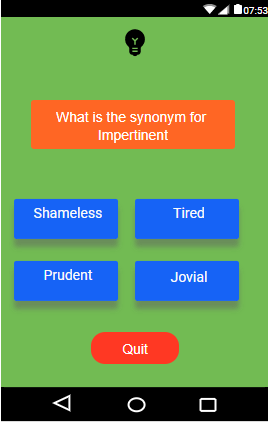 07:53
What is the synonym for
Impertinent
Shameless
Tired
Prudent
Jovial
Quit